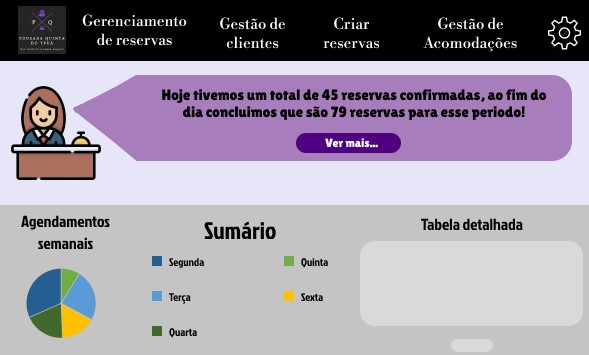 P Q
POUSADA QUINTA
DO YPUÃ
Gerenciamento
de reservas
Gestão de
clientes
Criar
reservas
Gestão de
Acomodações
Hoje tivemos um total de 45 reservas confirmadas, ao fim do
dia concluimos que são 79 reservas para esse periodo!
Ver mais...
Agendamentos
semanais
Sumário
Segunda
Terça
Quarta
Quinta
Sexta
Tabela detalhada